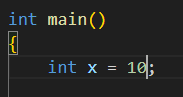 int main()
{
    int x = 10;